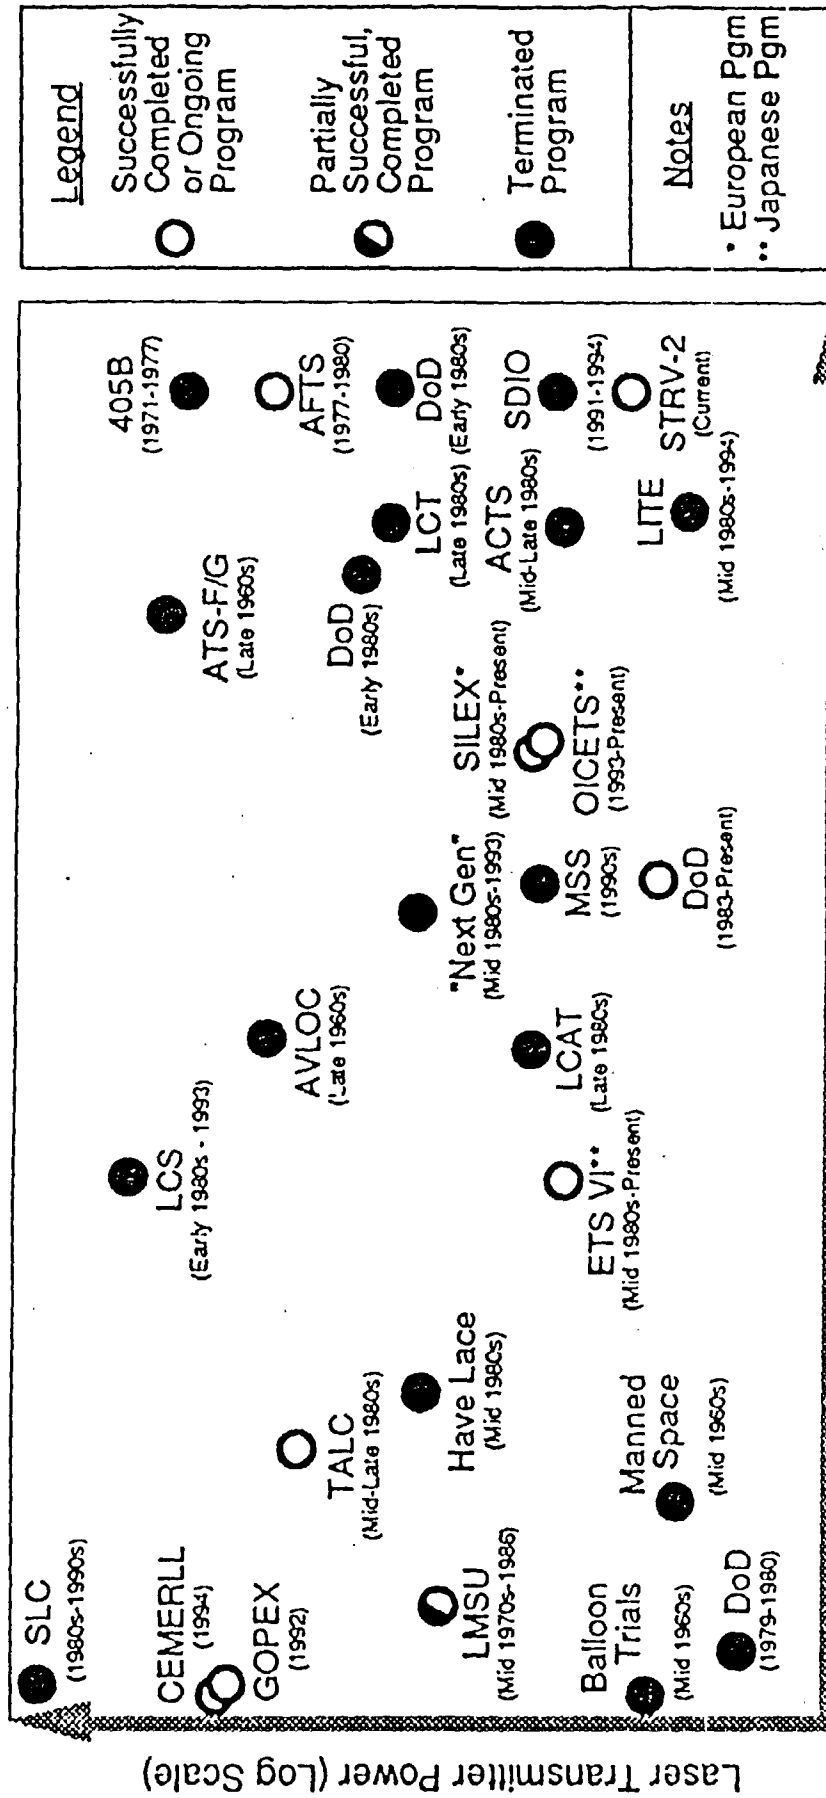 Laser Transmitter Power (Log Scale)
SLC
(1980s-1990s)
CEMERLL
(1994)
GOPEX
(1992)
LMSU
(Mid 1970s-1986)
Balloon
Trials
(Mid 1960s)
DoD
(1979-1980)
TALC
(Mid-Late 1980s)
Have Lace
(Mid 1980s)
Manned
Space
(Mid 1960s)
LCS
(Early 1980s - 1993)
AVLOC
(Late 1960s)
ETS VI**
(Mid 1980s-Present)
LCAT
(Late 1980s)
"Next Gen"
(Mid 1980s-1993)
MSS
(1990s)
DoD
(1983-Present)
SILEX*
(Mid 1980s-Present)
OICETS**
(1993-Present)
ATS-F/G
(Late 1960s)
DoD
(Early 1980s)
LCT
(Late 1980s)
ACTS
(Mid-Late 1980s)
LITE
(Mid 1980s-1994)
405B
(1971-1977)
AFTS
(1977-1980)
DoD
(Early 1980s)
SDIO
(1991-1994)
STRV-2
(Current)
Legend
Successfully
Completed
or Ongoing
Program
Partially
Successful,
Completed
Program
Terminated
Program
Notes
* European Pgm
** Japanese Pgm